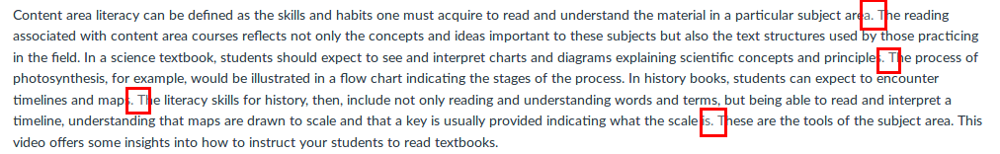 Content area literacy can be defined as the skills and habits one must acquire to read and understand the material in a particular subject area. The reading
associated with content area courses reflects not only the concepts and ideas important to these subjects but also the text structures used by those practicing
in the field. In a science textbook, students should expect to see and interpret charts and diagrams explaining scientific concepts and principles. The process of
photosynthesis, for example, would be illustrated in a flow chart indicating the stages of the process. In history books, students can expect to encounter
timelines and maps. The literacy skills for history, then, include not only reading and understanding words and terms, but being able to read and interpret a
timeline, understanding that maps are drawn to scale and that a key is usually provided indicating what the scale is. These are the tools of the subject area. This
video offers some insights into how to instruct your students to read textbooks.